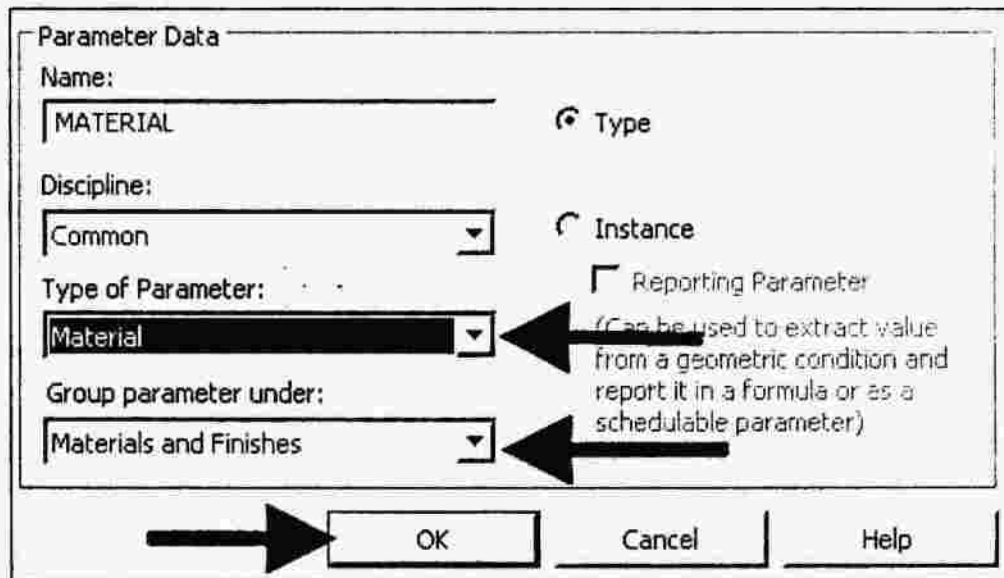 Parameter Data
Name:
MATERIAL
Type
Discipline:
Common
Instance
Reporting Parameter
Type of Parameter:
Material
(Can be used to extract value
from a geometric condition and
report it in a formula or as a
schedulable parameter)
Group parameter under:
Materials and Finishes
OK
Cancel
Help